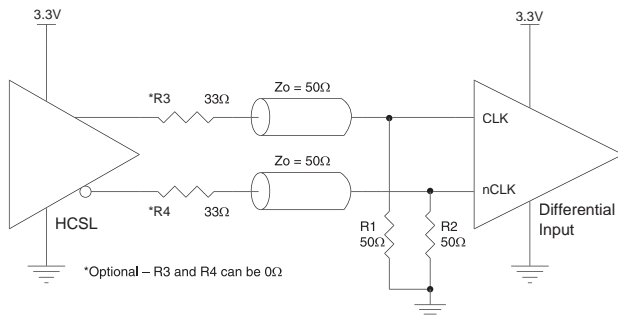 3.3V
3.3V
*R3 33Ω
Zo = 50Ω
CLK
Zo = 50Ω
nCLK
*R4 33Ω
HCSL
R1
50Ω
R2
50Ω
Differential
Input
*Optional – R3 and R4 can be 0Ω